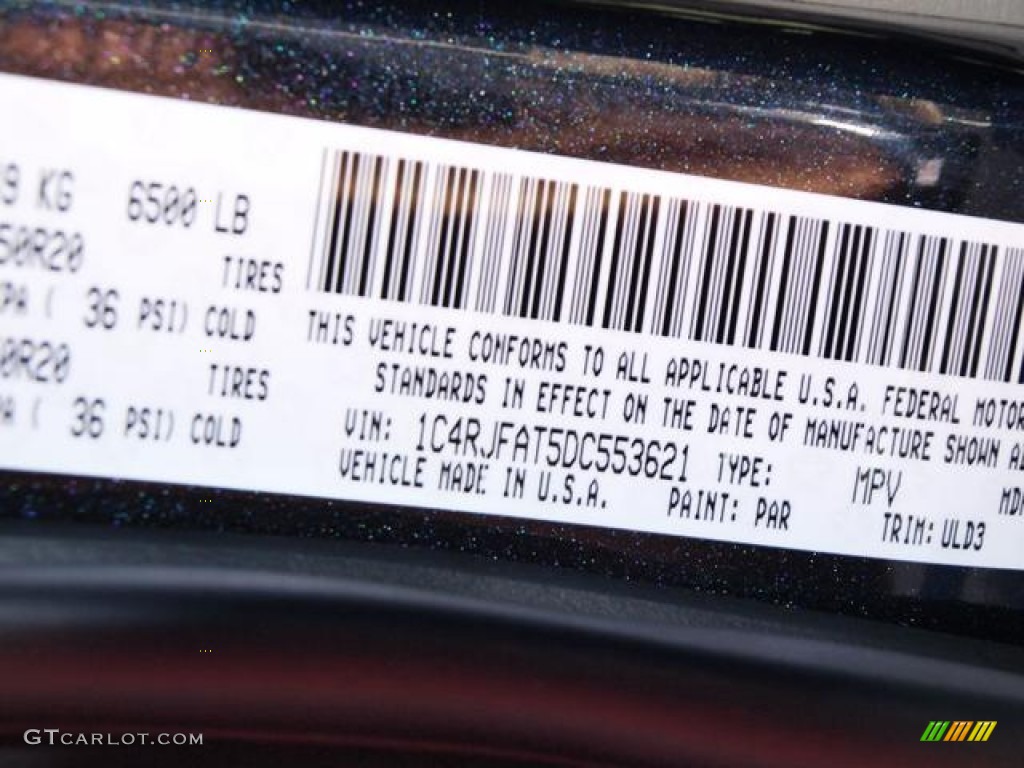 9 KG 6500 LB
50R20 TIRES
PA ( 36 PSI) COLD
0R20 TIRES
PA ( 36 PSI) COLD
THIS VEHICLE CONFORMS TO ALL APPLICABLE U.S.A. FEDERAL MOTOR
STANDARDS IN EFFECT ON THE DATE OF MANUFACTURE SHOWN
VIN: 1C4RJFAT5DC553621 TYPE: MPV
VEHICLE MADE IN U.S.A. PAINT: PAR TRIM: ULD3
GTCARLOT.COM